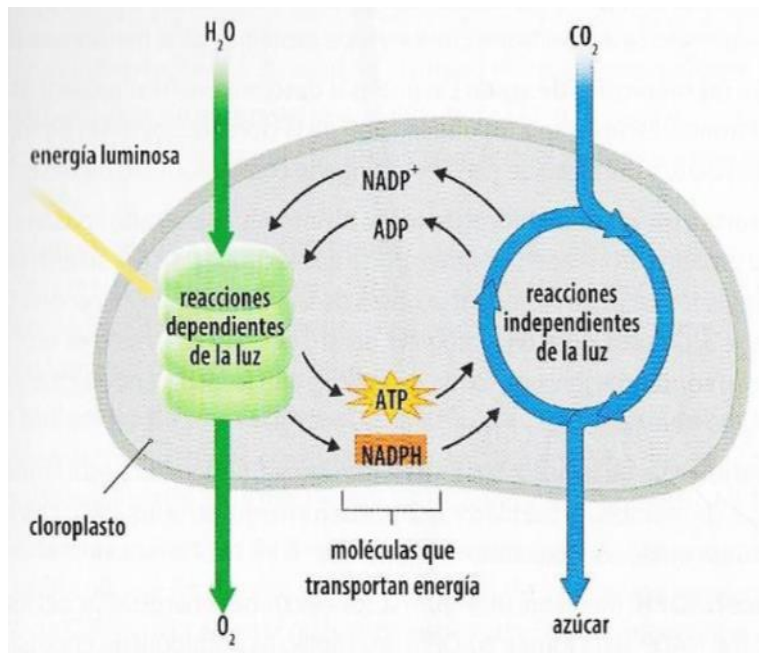 H₂O
CO₂
energía luminosa
NADP⁺
ADP
reacciones
dependientes
de la luz
reacciones
independientes
de la luz
ATP
NADPH
cloroplasto
moléculas que
transportan energía
O₂
azúcar